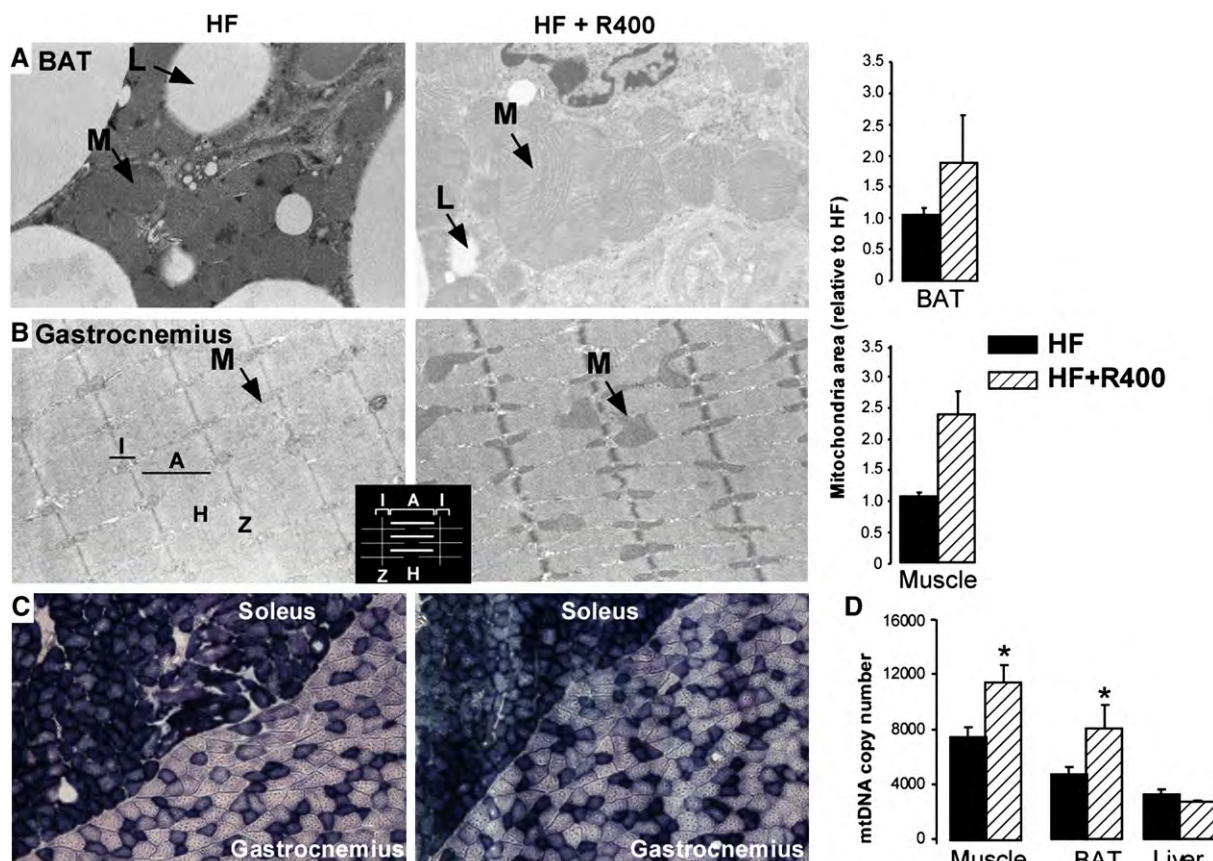 HF
HF + R400
A BAT
L
M
M
L
3.5
3.0
2.5
2.0
1.5
1.0
0.5
0
BAT
Mitochondria area (relative to HF)
B Gastrocnemius
M
M
I
A
H
Z
I A I
Z H
3.5
3.0
2.5
2.0
1.5
1.0
0.5
0
Muscle
HF
HF+R400
C
Soleus
Gastrocnemius
Soleus
Gastrocnemius
D
mtDNA copy number
16000
12000
8000
4000
0
*
*
Muscle BAT Liver